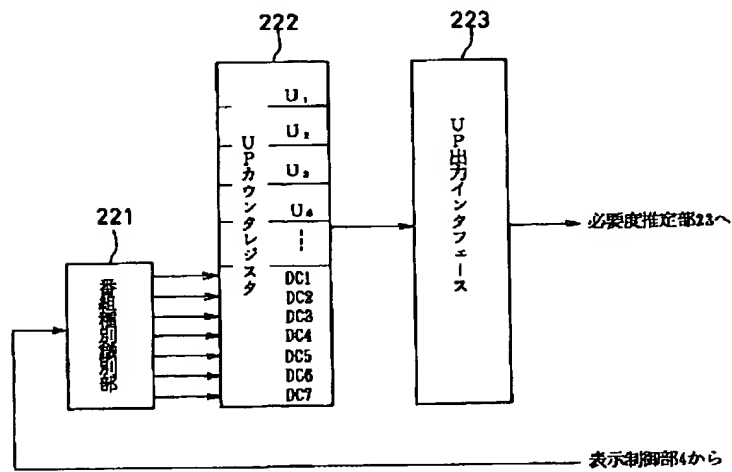 222
223
U₁
U₂
U₃
U₄
UPカウンタレジスタ
UP出力インタフェース
必要度推定部23へ
221
番組種別識別部
DC1
DC2
DC3
DC4
DC5
DC6
DC7
表示制御部4から